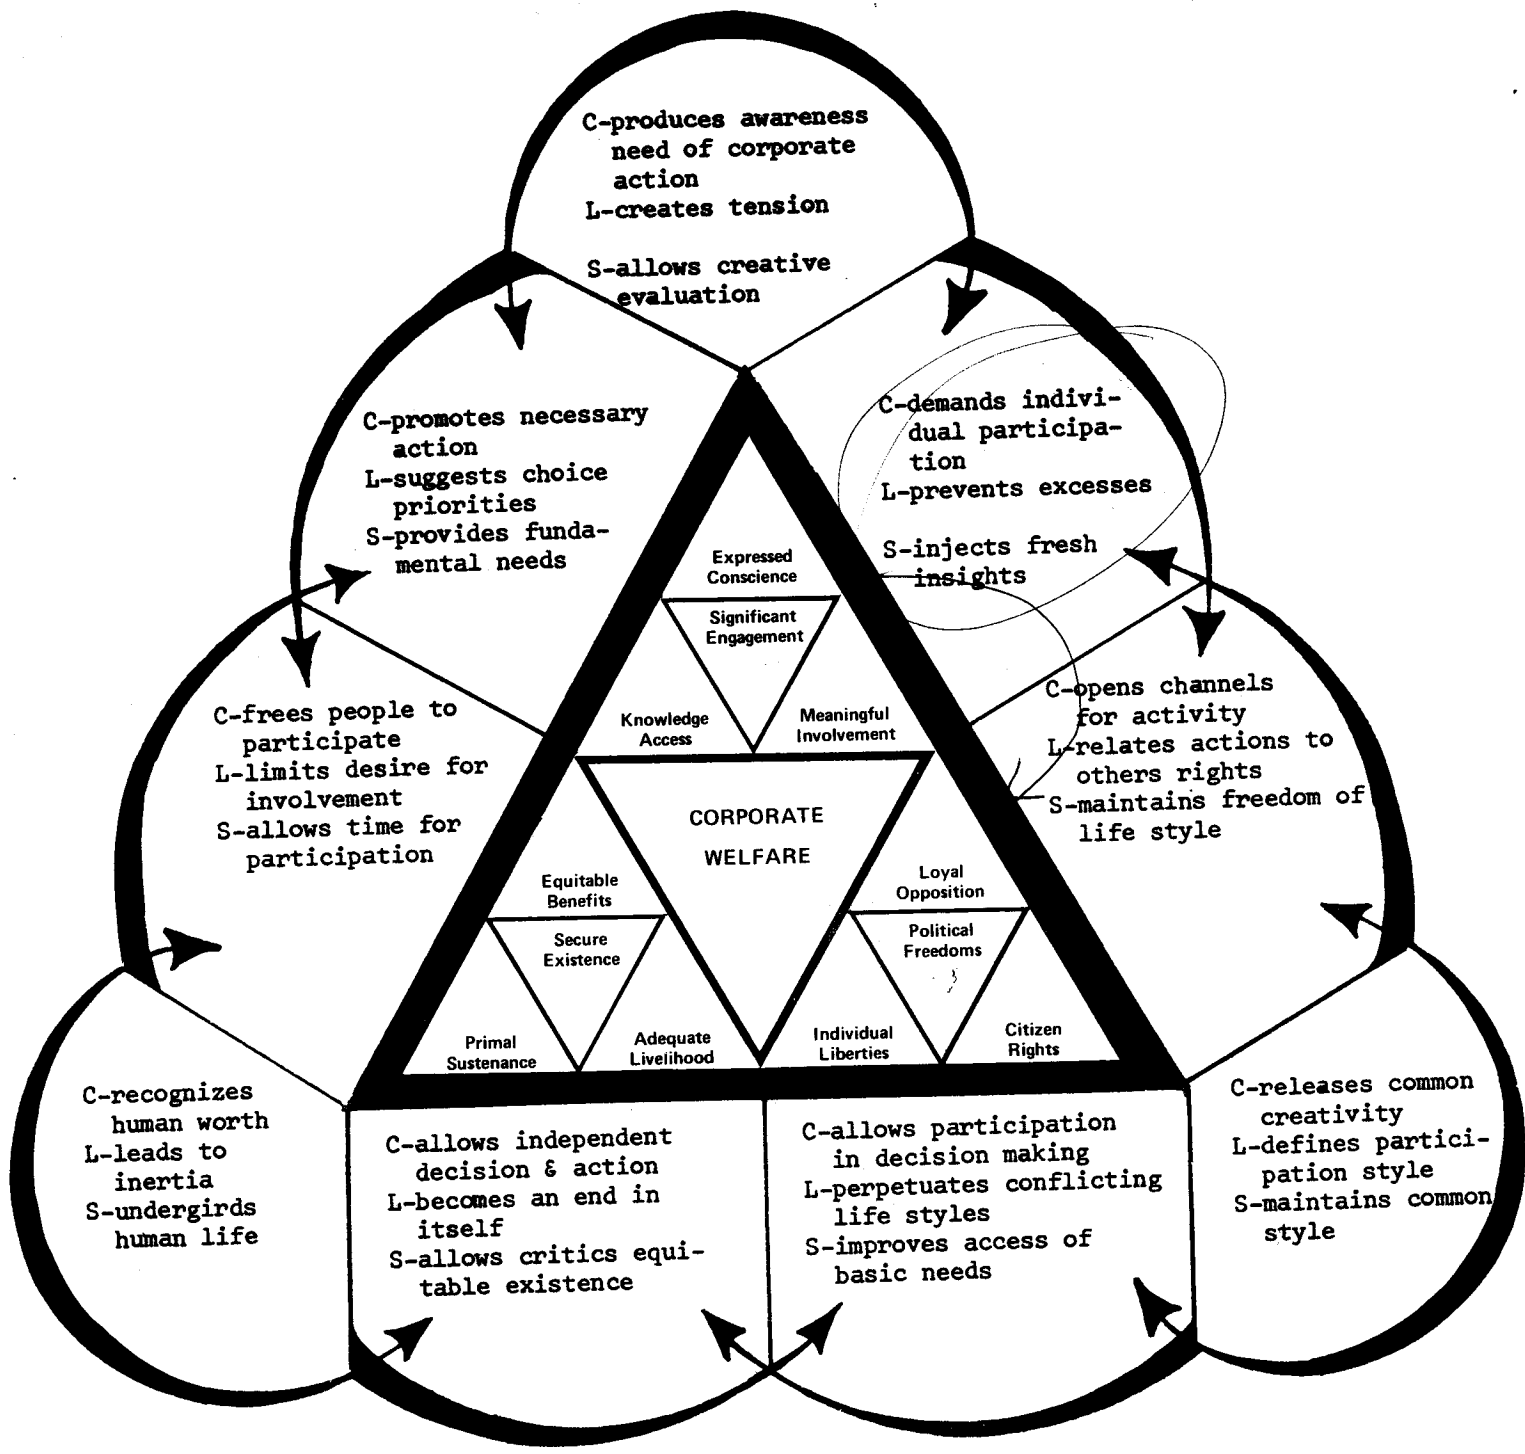 C-produces awareness
need of corporate
action
L-creates tension
S-allows creative
evaluation
C-promotes necessary
action
L-suggests choice
priorities
S-provides funda-
mental needs
C-demands indivi-
dual participa-
tion
L-prevents excesses
S-injects fresh
insights
C-frees people to
participate
L-limits desire for
involvement
S-allows time for
participation
C-opens channels
for activity
L-relates actions to
others rights
S-maintains freedom of
life style
Expressed
Conscience
Significant
Engagement
Knowledge
Access
Meaningful
Involvement
CORPORATE
WELFARE
Equitable
Benefits
Secure
Existence
Primal
Sustenance
Adequate
Livelihood
Loyal
Opposition
Political
Freedoms
Individual
Liberties
Citizen
Rights
C-recognizes
human worth
L-leads to
inertia
S-undergirds
human life
C-allows independent
decision & action
L-becomes an end in
itself
S-allows critics equi-
table existence
C-allows participation
in decision making
L-perpetuates conflicting
life styles
S-improves access of
basic needs
C-releases common
creativity
L-defines partici-
pation style
S-maintains common
style